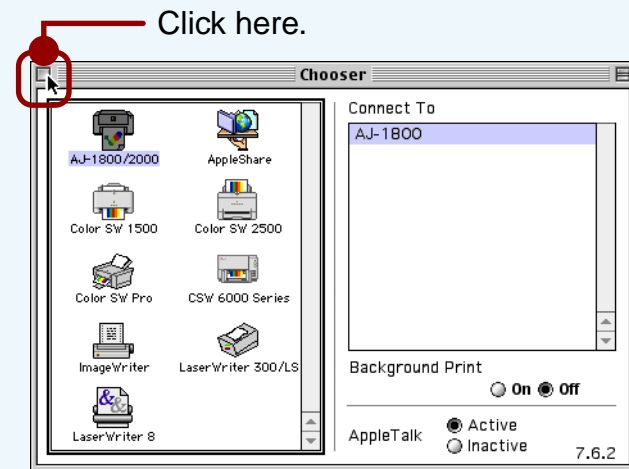 Click here.
Chooser
AJ-1800/2000
AppleShare
Color SW 1500
Color SW 2500
Color SW Pro
CSW 6000 Series
ImageWriter
LaserWriter 300/LS
LaserWriter 8
Connect To
AJ-1800
Background Print
On Off
AppleTalk
Active
Inactive
7.6.2